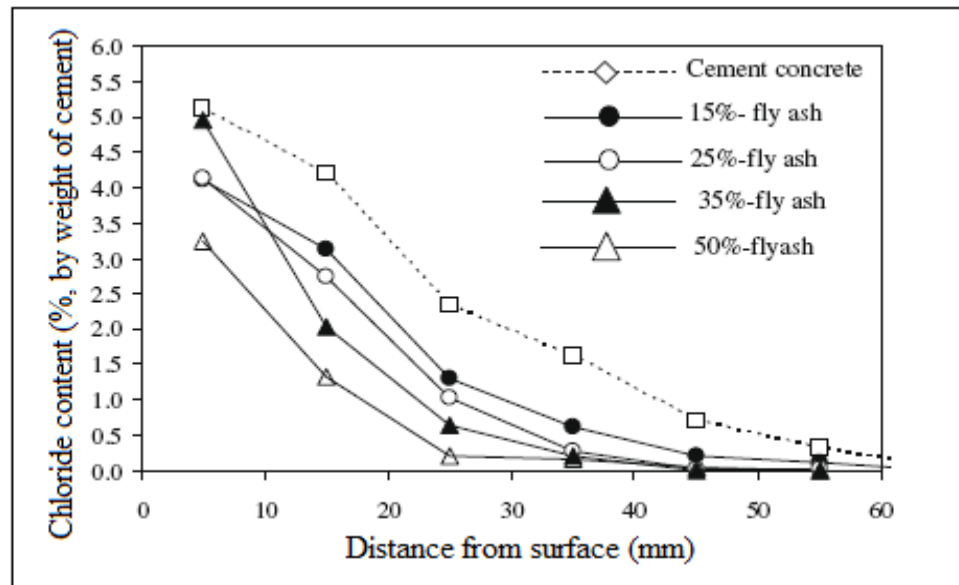 Chloride content (%, by weight of cement)
6.0
5.5
5.0
4.5
4.0
3.5
3.0
2.5
2.0
1.5
1.0
0.5
0.0
Cement concrete
15%- fly ash
25%-fly ash
35%-fly ash
50%-flyash
0 10 20 30 40 50 60
Distance from surface (mm)